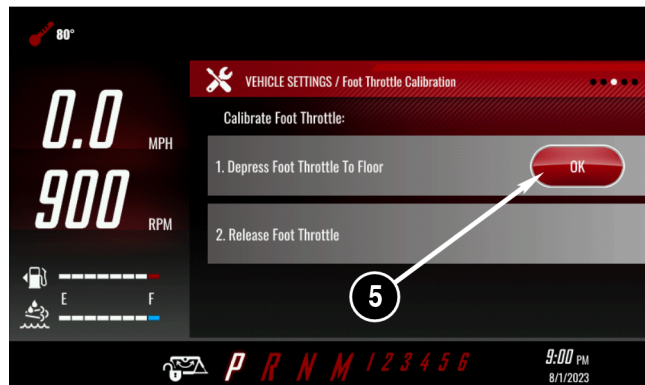 80°
VEHICLE SETTINGS / Foot Throttle Calibration
Calibrate Foot Throttle:
0.0 MPH
1. Depress Foot Throttle To Floor OK
900 RPM
2. Release Foot Throttle
5
E F
P R N M 1 2 3 4 5 6
9:00 PM
8/1/2023